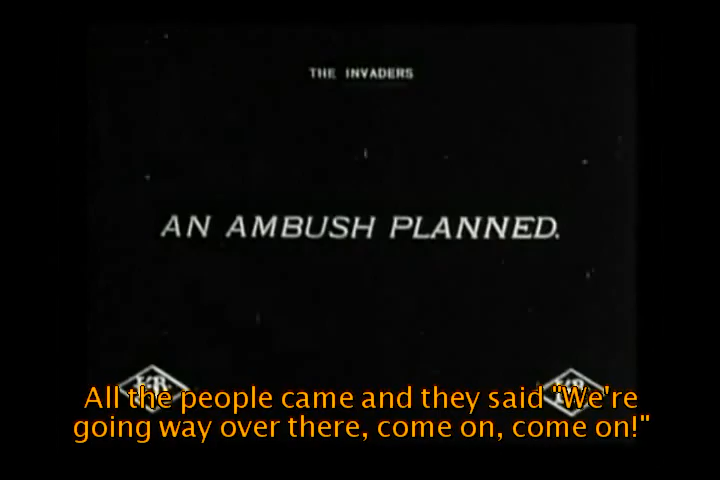 THE INVADERS
AN AMBUSH PLANNED.
All the people came and they said "We're
going way over there, come on, come on!"